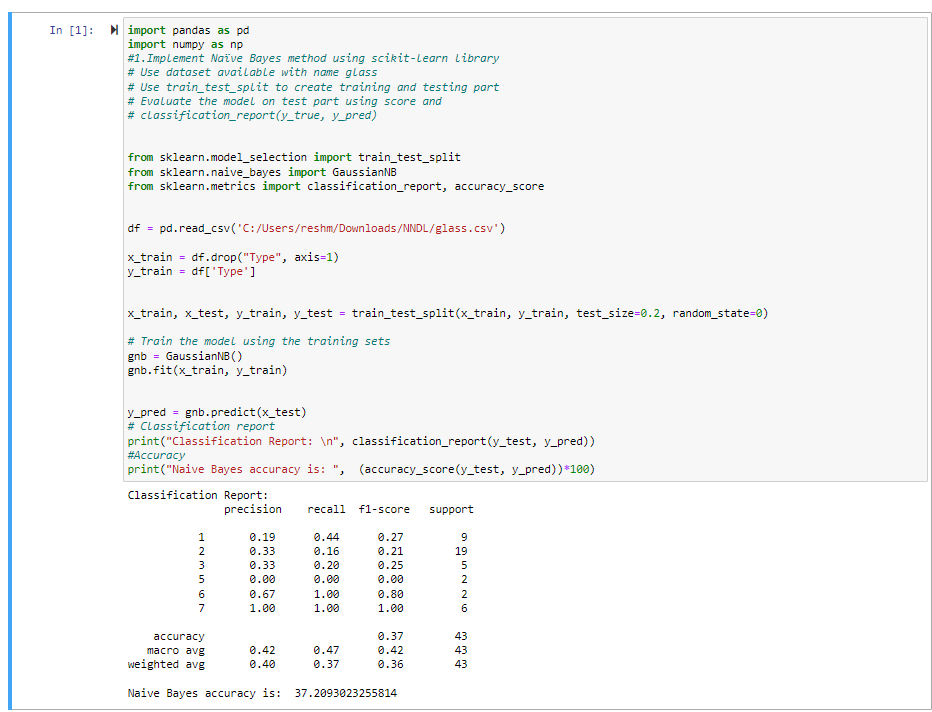 In [1]:
import pandas as pd
import numpy as np
#1.Implement Naïve Bayes method using scikit-learn library
# Use dataset available with name glass
# Use train_test_split to create training and testing part
# Evaluate the model on test part using score and
# classification_report(y_true, y_pred)
from sklearn.model_selection import train_test_split
from sklearn.naive_bayes import GaussianNB
from sklearn.metrics import classification_report, accuracy_score
df = pd.read_csv('C:/Users/reshm/Downloads/NNDL/glass.csv')
x_train = df.drop("Type", axis=1)
y_train = df['Type']
x_train, x_test, y_train, y_test = train_test_split(x_train, y_train, test_size=0.2, random_state=0)
# Train the model using the training sets
gnb = GaussianNB()
gnb.fit(x_train, y_train)
y_pred = gnb.predict(x_test)
# Classification report
print("Classification Report: \n", classification_report(y_test, y_pred))
#Accuracy
print("Naive Bayes accuracy is: ",  (accuracy_score(y_test, y_pred))*100)
Classification Report:
precision    recall  f1-score   support
1       0.19      0.44      0.27         9
2       0.33      0.16      0.21        19
3       0.33      0.20      0.25         5
5       0.00      0.00      0.00         2
6       0.67      1.00      0.80         2
7       1.00      1.00      1.00         6
accuracy                           0.37        43
macro avg       0.42      0.47      0.42        43
weighted avg       0.40      0.37      0.36        43
Naive Bayes accuracy is:  37.2093023255814